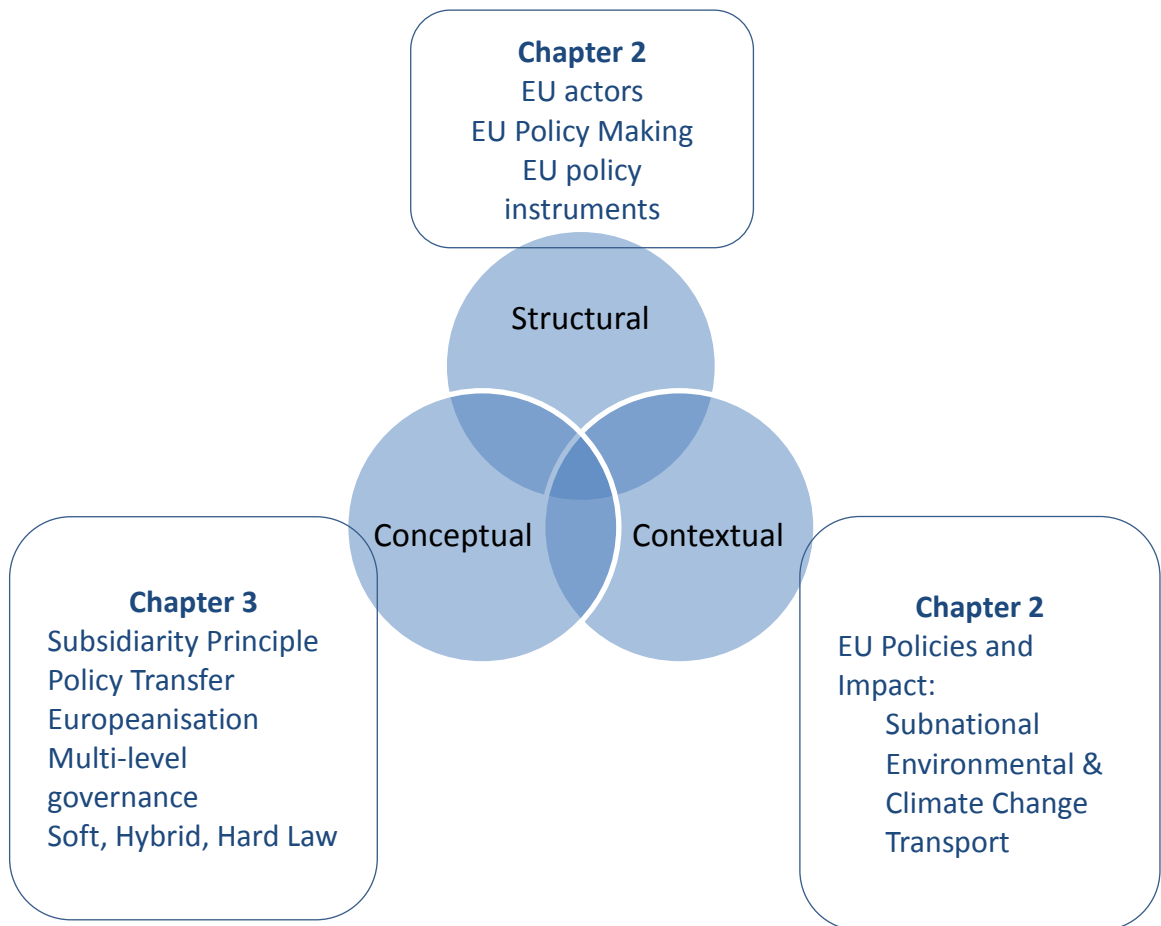 Chapter 2
EU actors
EU Policy Making
EU policy
instruments
Structural
Conceptual
Contextual
Chapter 3
Subsidiarity Principle
Policy Transfer
Europeanisation
Multi-level
governance
Soft, Hybrid, Hard Law
Chapter 2
EU Policies and
Impact:
Subnational
Environmental &
Climate Change
Transport